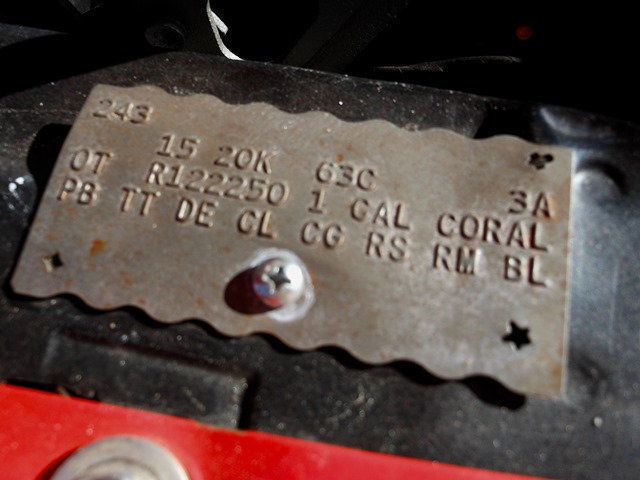 243
15 20K 63C 3A
OT R122250 1 CAL CORAL
PB TT DE CL CG RS RM BL